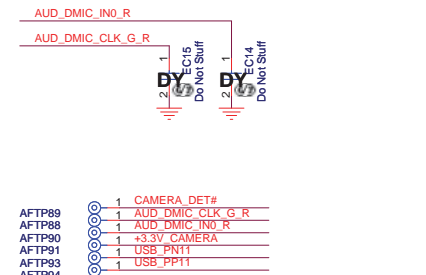 AUD_DMIC_IN0_R
AUD_DMIC_CLK_G_R
1 EC15
1 EC14
DY
DY
2 Do Not Stuff
2 Do Not Stuff
1 CAMERA_DET#
AFTP89 1 AUD_DMIC_CLK_G_R
AFTP88 1 AUD_DMIC_IN0_R
AFTP90 1 +3.3V_CAMERA
AFTP91 1 USB_PN11
AFTP93 1 USB_PP11
AFTP94